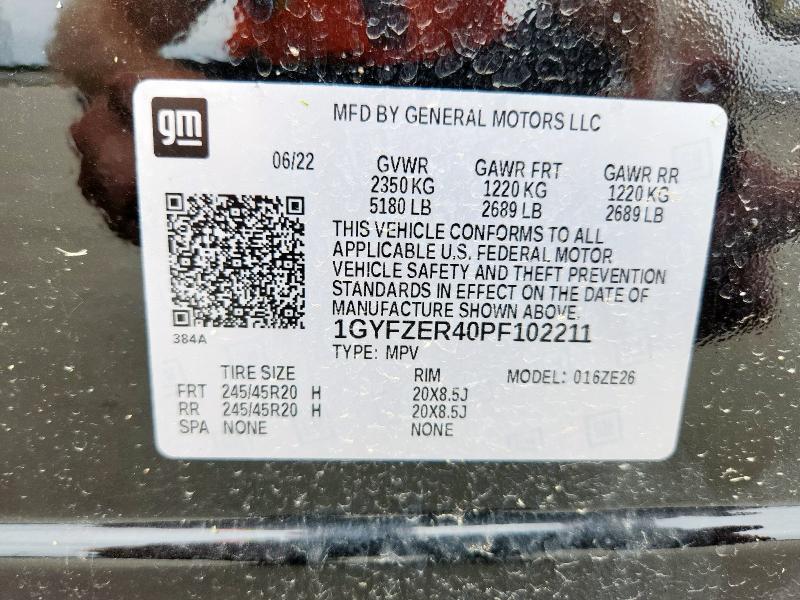 gm
MFD BY GENERAL MOTORS LLC
06/22 GVWR GAWR FRT GAWR RR
2350 KG 1220 KG 1220 KG
5180 LB 2689 LB 2689 LB
THIS VEHICLE CONFORMS TO ALL
APPLICABLE U.S. FEDERAL MOTOR
VEHICLE SAFETY AND THEFT PREVENTION
STANDARDS IN EFFECT ON THE DATE OF
MANUFACTURE SHOWN ABOVE.
1GYFZER40PF102211
384A
TYPE: MPV
TIRE SIZE RIM MODEL: 016ZE26
FRT 245/45R20 H 20X8.5J
RR 245/45R20 H 20X8.5J
SPA NONE NONE